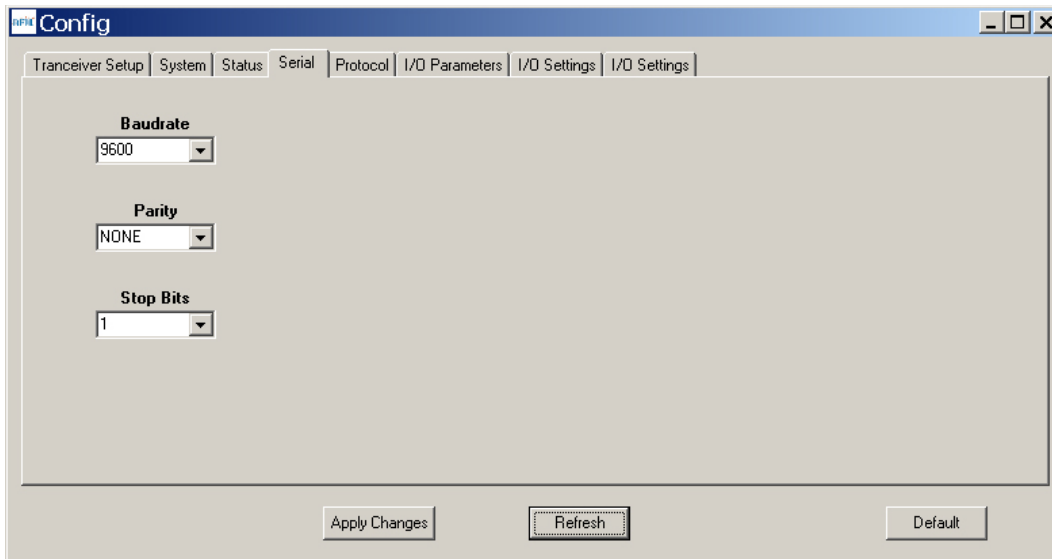 Config
Tranceiver Setup System Status Serial Protocol I/O Parameters I/O Settings I/O Settings
Baudrate
9600
Parity
NONE
Stop Bits
1
Apply Changes Refresh Default